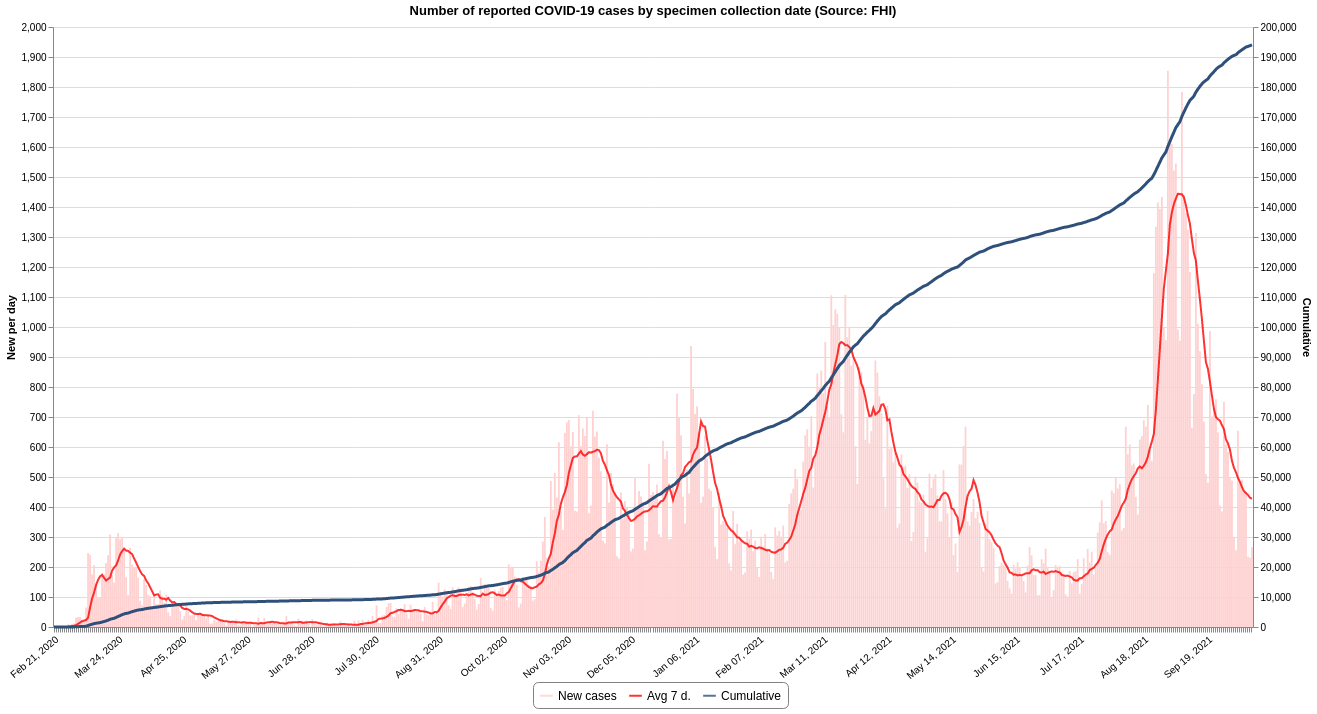 Number of reported COVID-19 cases by specimen collection date (Source: FHI)
2,000
1,900
1,800
1,700
1,600
1,500
1,400
1,300
1,200
1,100
1,000
900
800
700
600
500
400
300
200
100
0
New per day
200,000
190,000
180,000
170,000
160,000
150,000
140,000
130,000
120,000
110,000
100,000
90,000
80,000
70,000
60,000
50,000
40,000
30,000
20,000
10,000
0
Cumulative
Feb 21, 2020
Mar 24, 2020
Apr 25, 2020
May 27, 2020
Jun 28, 2020
Jul 30, 2020
Aug 31, 2020
Oct 02, 2020
Nov 03, 2020
Dec 05, 2020
Jan 06, 2021
Feb 07, 2021
Mar 11, 2021
Apr 12, 2021
May 14, 2021
Jun 15, 2021
Jul 17, 2021
Aug 18, 2021
Sep 19, 2021
New cases
Avg 7 d.
Cumulative